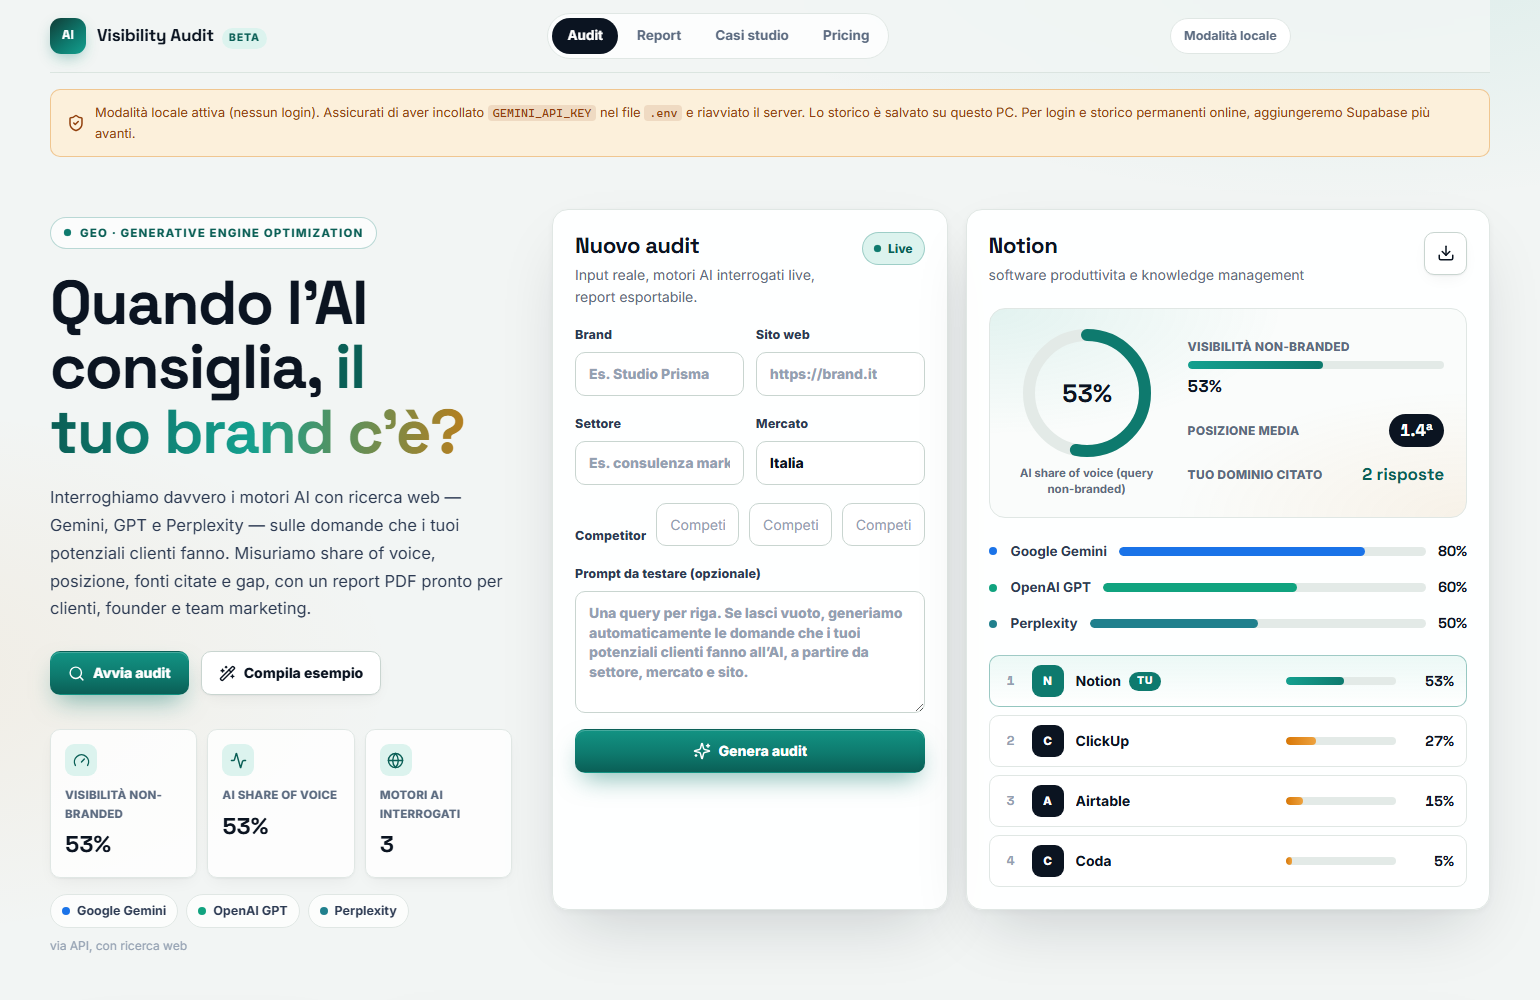 AI Visibility Audit BETA
Audit Report Casi studio Pricing
Modalità locale
Modalità locale attiva (nessun login). Assicurati di aver incollato GEMINI_API_KEY nel file .env e riavviato il server. Lo storico è salvato su questo PC. Per login e storico permanenti online, aggiungeremo Supabase più
avanti.
GEO · GENERATIVE ENGINE OPTIMIZATION
Quando l’AI
consiglia, il
tuo brand c’è?
Interroghiamo davvero i motori AI con ricerca web —
Gemini, GPT e Perplexity — sulle domande che i tuoi
potenziali clienti fanno. Misuriamo share of voice,
posizione, fonti citate e gap, con un report PDF pronto per
clienti, founder e team marketing.
Avvia audit
Compila esempio
VISIBILITÀ NON-
BRANDED
53%
AI SHARE OF VOICE
53%
MOTORI AI
INTERROGATI
3
Google Gemini
OpenAI GPT
Perplexity
via API, con ricerca web
Nuovo audit
Live
Input reale, motori AI interrogati live,
report esportabile.
Brand
Sito web
Es. Studio Prisma
https://brand.it
Settore
Mercato
Es. consulenza mark
Italia
Competitor
Competi
Competi
Competi
Prompt da testare (opzionale)
Una query per riga. Se lasci vuoto, generiamo
automaticamente le domande che i tuoi
potenziali clienti fanno all’AI, a partire da
settore, mercato e sito.
Genera audit
Notion
software produttivita e knowledge management
53%
AI share of voice (query
non-branded)
VISIBILITÀ NON-BRANDED
53%
POSIZIONE MEDIA 1.4ª
TUO DOMINIO CITATO 2 risposte
Google Gemini 80%
OpenAI GPT 60%
Perplexity 50%
1 N Notion TU 53%
2 C ClickUp 27%
3 A Airtable 15%
4 C Coda 5%